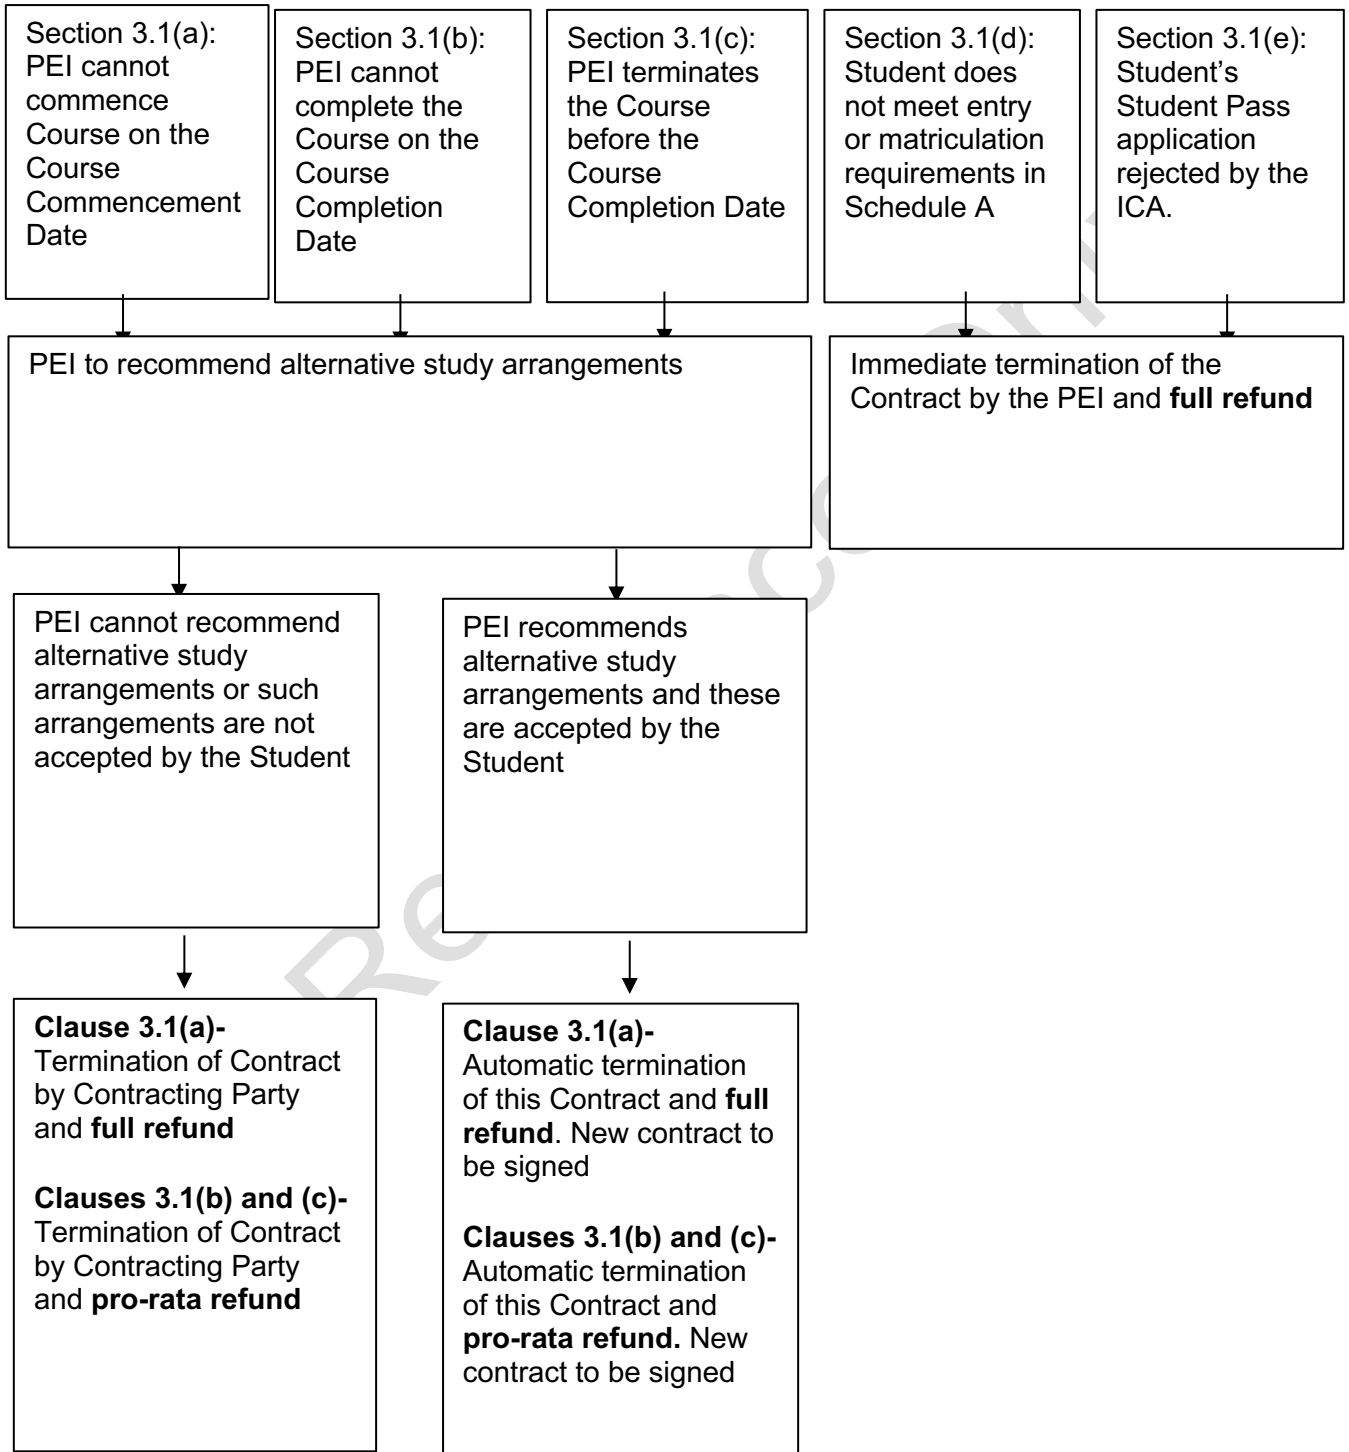 Section 3.1(a):
PEI cannot
commence
Course on the
Course
Commencement
Date
Section 3.1(b):
PEI cannot
complete the
Course on the
Course
Completion
Date
Section 3.1(c):
PEI terminates
the Course
before the
Course
Completion Date
Section 3.1(d):
Student does
not meet entry
or matriculation
requirements in
Schedule A
Section 3.1(e):
Student’s
Student Pass
application
rejected by the
ICA.
PEI to recommend alternative study arrangements
Immediate termination of the
Contract by the PEI and full refund
PEI cannot recommend
alternative study
arrangements or such
arrangements are not
accepted by the Student
PEI recommends
alternative study
arrangements and these
are accepted by the
Student
Clause 3.1(a)-
Termination of Contract
by Contracting Party
and full refund
Clauses 3.1(b) and (c)-
Termination of Contract
by Contracting Party
and pro-rata refund
Clause 3.1(a)-
Automatic termination
of this Contract and full
refund. New contract to
be signed
Clauses 3.1(b) and (c)-
Automatic termination
of this Contract and
pro-rata refund. New
contract to be signed